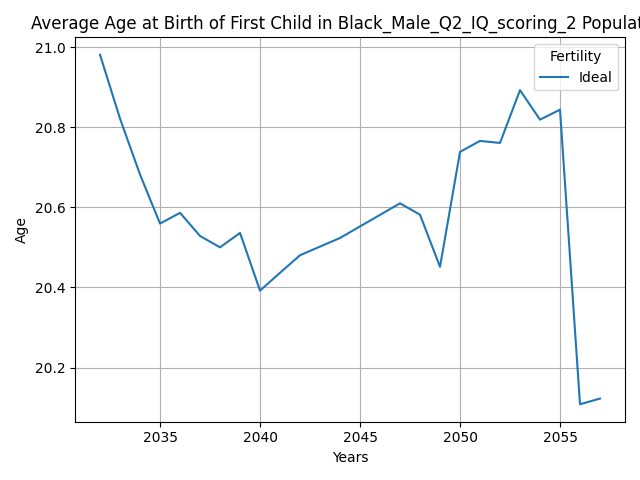 Average Age at Birth of First Child in Black_Male_Q2_IQ_scoring_2 Populat
Fertility
Ideal
21.0
20.8
20.6
20.4
20.2
Age
2035 2040 2045 2050 2055
Years